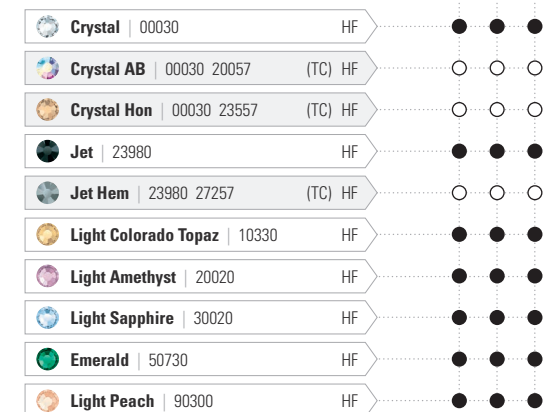 Crystal | 00030 HF
Crystal AB | 00030 20057 (TC) HF
Crystal Hon | 00030 23557 (TC) HF
Jet | 23980 HF
Jet Hem | 23980 27257 (TC) HF
Light Colorado Topaz | 10330 HF
Light Amethyst | 20020 HF
Light Sapphire | 30020 HF
Emerald | 50730 HF
Light Peach | 90300 HF